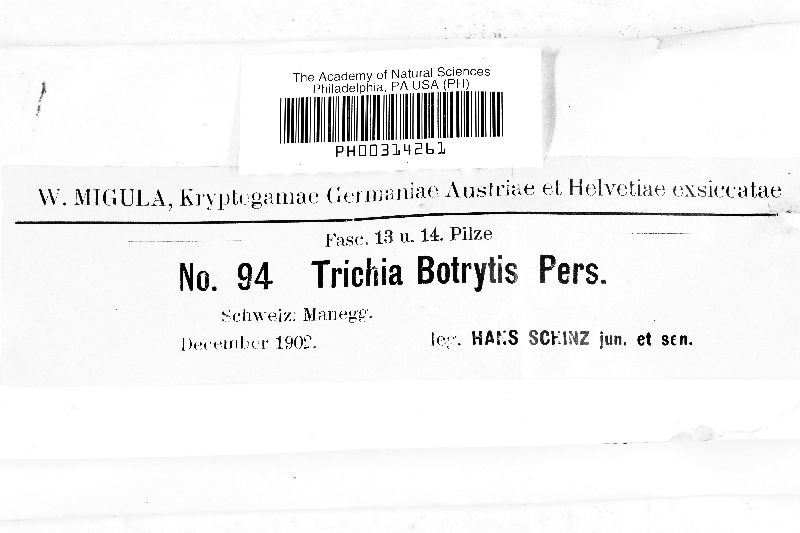 The Academy of Natural Sciences
Philadelphia, PA USA (PH)
PH00314261
W. MIGULA, Kryptogamae Germaniae Austriae et Helvetiae exsiccatae
Fasc. 13 u. 14. Pilze
No. 94 Trichia Botrytis Pers.
Schweiz: Manegg.
December 1902.
leg. HANS SCHINZ jun. et sen.